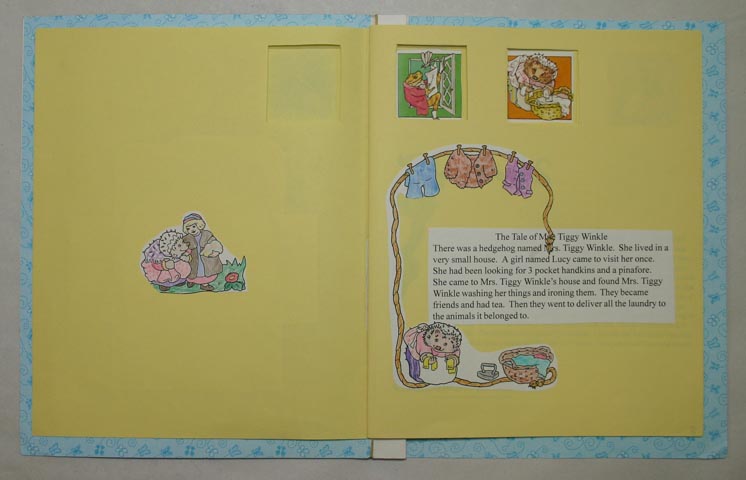 The Tale of Mrs. Tiggy Winkle
There was a hedgehog named Mrs. Tiggy Winkle. She lived in a
very small house. A girl named Lucy came to visit her once.
She had been looking for 3 pocket handkins and a pinafore.
She came to Mrs. Tiggy Winkle's house and found Mrs. Tiggy
Winkle washing her things and ironing them. They became
friends and had tea. Then they went to deliver all the laundry to
the animals it belonged to.